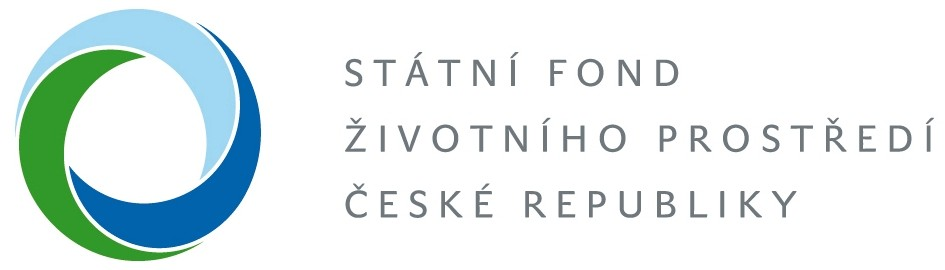 STÁTNÍ FOND
ŽIVOTNÍHO PROSTŘEDÍ
ČESKÉ REPUBLIKY